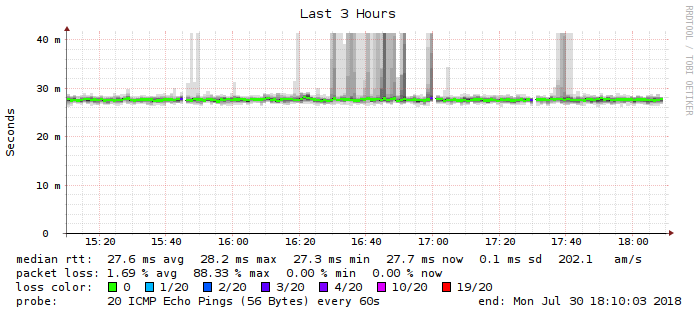 Last 3 Hours
RRDTOOL / TOBI OETIKER
Seconds
40 m
30 m
20 m
10 m
0
15:20 15:40 16:00 16:20 16:40 17:00 17:20 17:40 18:00
median rtt: 27.6 ms avg 28.2 ms max 27.3 ms min 27.7 ms now 0.1 ms sd 202.1 am/s
packet loss: 1.69 % avg 88.33 % max 0.00 % min 0.00 % now
loss color: 0 1/20 2/20 3/20 4/20 10/20 19/20
probe: 20 ICMP Echo Pings (56 Bytes) every 60s end: Mon Jul 30 18:10:03 2018